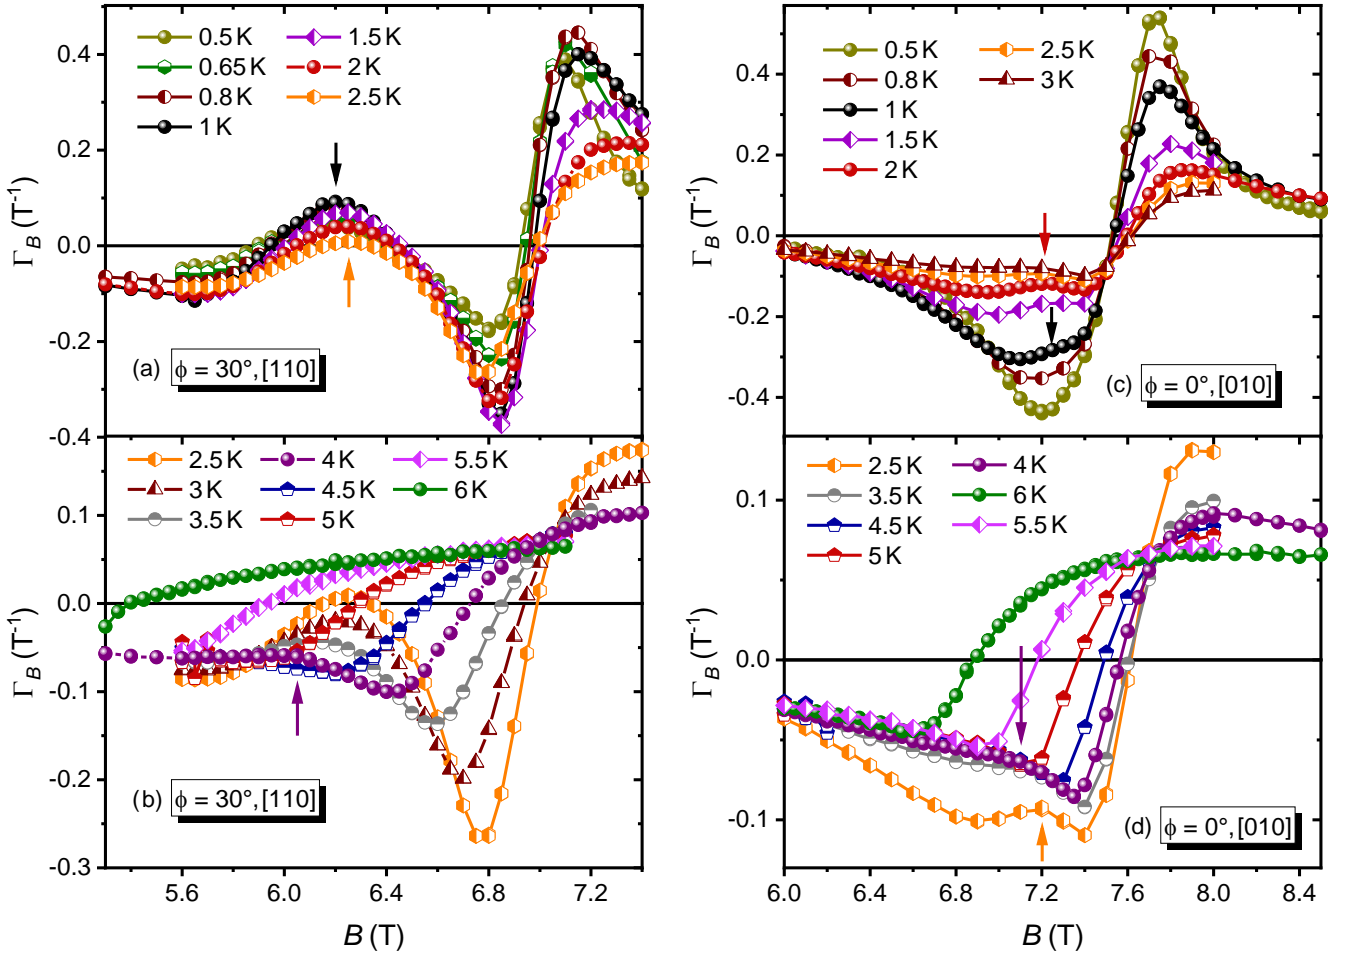 0.5 K
0.65 K
0.8 K
1 K
1.5 K
2 K
2.5 K
0.4
0.2
0.0
-0.2
-0.4
Γ_B (T⁻¹)
(a) ϕ = 30°, [110]
2.5 K
3 K
3.5 K
4 K
4.5 K
5 K
5.5 K
6 K
0.1
0.0
-0.1
-0.2
-0.3
Γ_B (T⁻¹)
(b) ϕ = 30°, [110]
5.6 6.0 6.4 6.8 7.2
B (T)
0.5 K
0.8 K
1 K
1.5 K
2 K
2.5 K
3 K
0.4
0.2
0.0
-0.2
-0.4
Γ_B (T⁻¹)
(c) ϕ = 0°, [010]
2.5 K
3.5 K
4.5 K
5 K
4 K
6 K
5.5 K
0.1
0.0
-0.1
Γ_B (T⁻¹)
(d) ϕ = 0°, [010]
6.0 6.4 6.8 7.2 7.6 8.0 8.4
B (T)